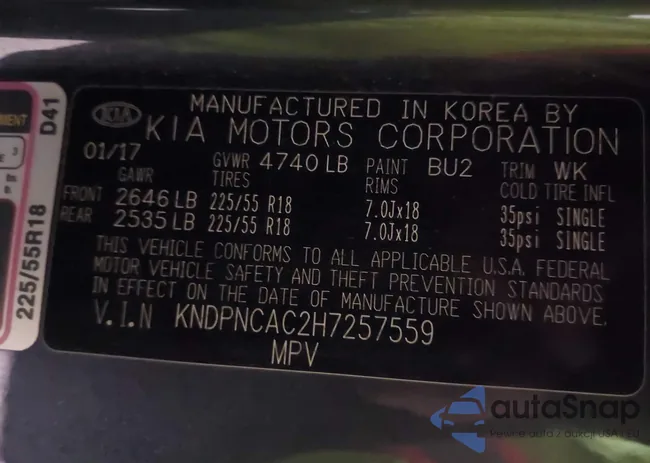 MANUFACTURED IN KOREA BY
KIA KIA MOTORS CORPORATION
01/17 GVWR 4740 LB PAINT BU2 TRIM WK
GAWR TIRES RIMS COLD TIRE INFL
FRONT 2646 LB 225/55 R18 7.0Jx18 35psi SINGLE
REAR 2535 LB 225/55 R18 7.0Jx18 35psi SINGLE
THIS VEHICLE CONFORMS TO ALL APPLICABLE U.S.A. FEDERAL
MOTOR VEHICLE SAFETY AND THEFT PREVENTION STANDARDS
IN EFFECT ON THE DATE OF MANUFACTURE SHOWN ABOVE.
V.I.N KNDPNCAC2H7257559
MPV
D41
225/55R18
3
autoSnap